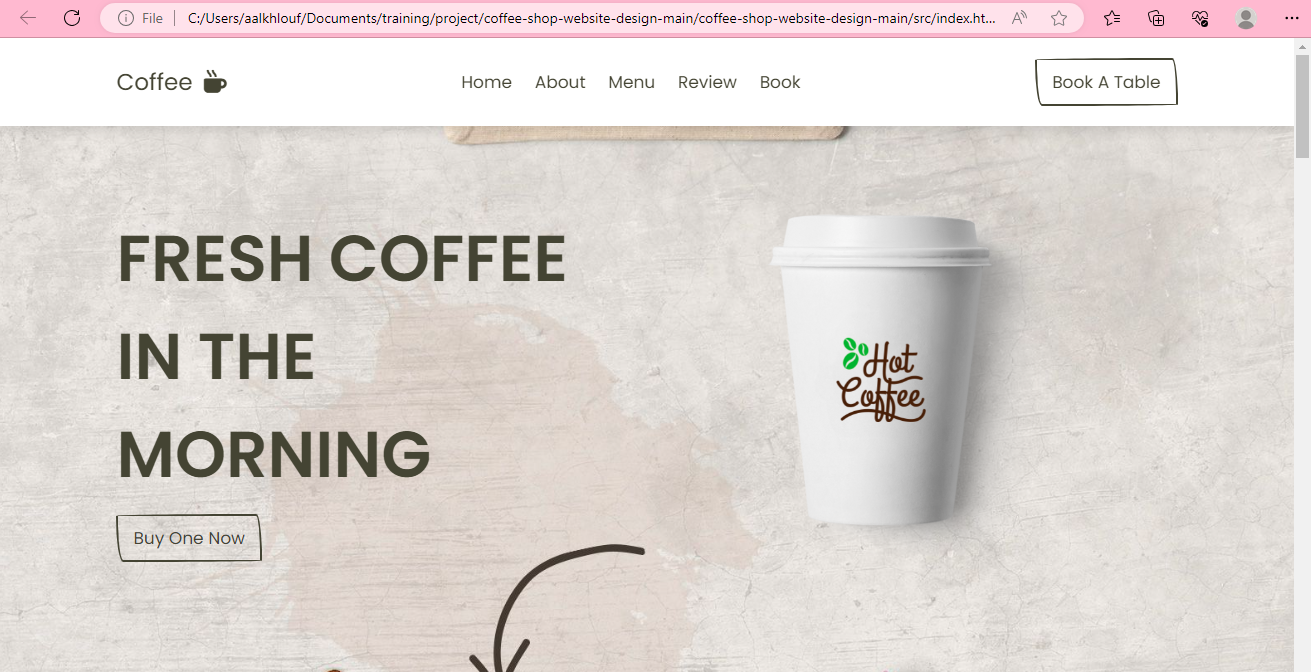 File
C:/Users/aalkhlouf/Documents/training/project/coffee-shop-website-design-main/coffee-shop-website-design-main/src/index.ht...
Coffee
Home About Menu Review Book
Book A Table
FRESH COFFEE
IN THE
MORNING
Hot
Coffee
Buy One Now